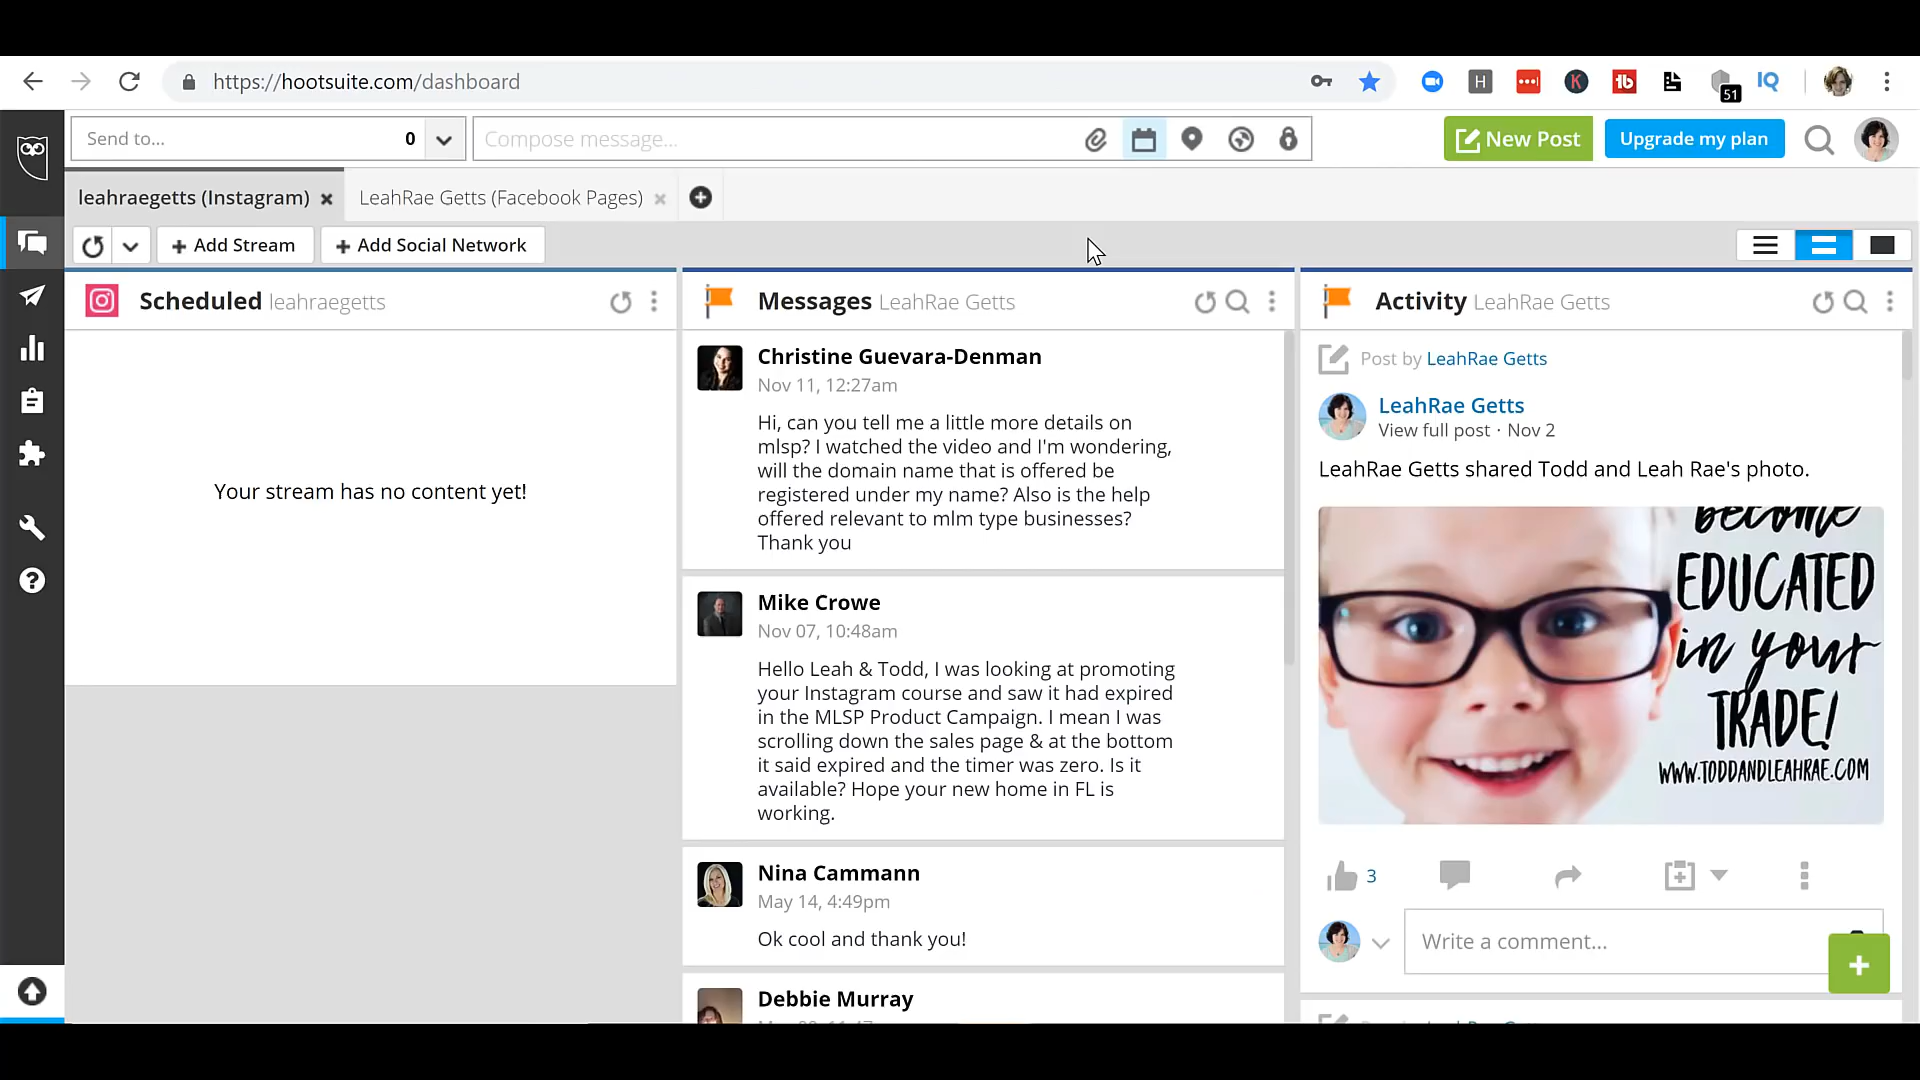 https://hootsuite.com/dashboard
51
IQ
Send to...
0
Compose message...
New Post
Upgrade my plan
leahraegetts (Instagram)
LeahRae Getts (Facebook Pages)
+ Add Stream
+ Add Social Network
Scheduled leahraegetts
Your stream has no content yet!
Messages LeahRae Getts
Christine Guevara-Denman
Nov 11, 12:27am
Hi, can you tell me a little more details on
mlsp? I watched the video and I'm wondering,
will the domain name that is offered be
registered under my name? Also is the help
offered relevant to mlm type businesses?
Thank you
Mike Crowe
Nov 07, 10:48am
Hello Leah & Todd, I was looking at promoting
your Instagram course and saw it had expired
in the MLSP Product Campaign. I mean I was
scrolling down the sales page & at the bottom
it said expired and the timer was zero. Is it
available? Hope your new home in FL is
working.
Nina Cammann
May 14, 4:49pm
Ok cool and thank you!
Debbie Murray
Activity LeahRae Getts
Post by LeahRae Getts
LeahRae Getts
View full post · Nov 2
LeahRae Getts shared Todd and Leah Rae's photo.
become
EDUCATED
in your
TRADE!
WWW.TODDANDLEAHRAE.COM
3
Write a comment...